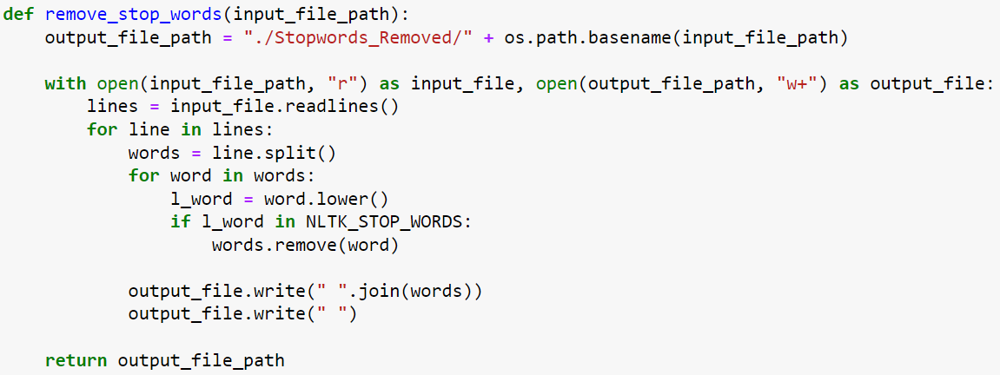 def remove_stop_words(input_file_path):
    output_file_path = "./Stopwords_Removed/" + os.path.basename(input_file_path)

    with open(input_file_path, "r") as input_file, open(output_file_path, "w+") as output_file:
        lines = input_file.readlines()
        for line in lines:
            words = line.split()
            for word in words:
                l_word = word.lower()
                if l_word in NLTK_STOP_WORDS:
                    words.remove(word)

            output_file.write(" ".join(words))
            output_file.write(" ")

    return output_file_path